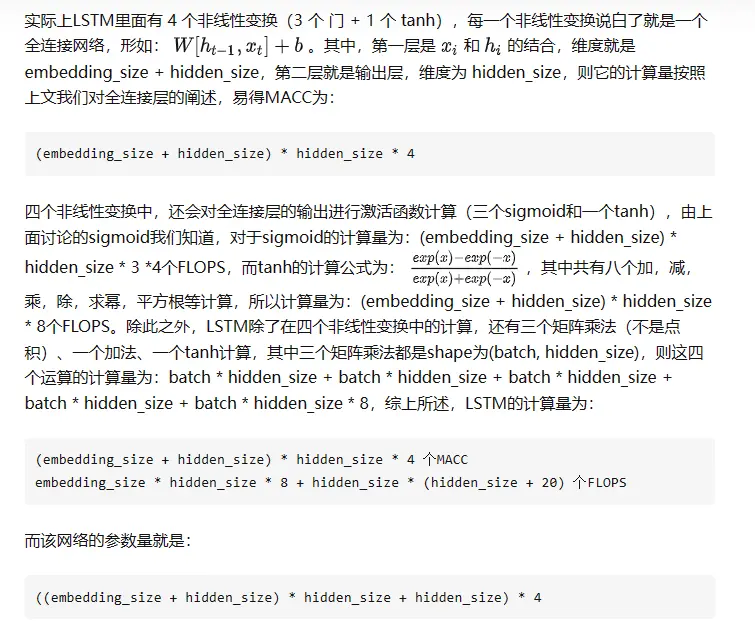 实际上LSTM里面有 4 个非线性变换（3 个 门 + 1 个 tanh），每一个非线性变换说白了就是一个
全连接网络，形如： W[h_{t-1}, x_t] + b 。其中，第一层是 x_i 和 h_i 的结合，维度就是
embedding_size + hidden_size，第二层就是输出层，维度为 hidden_size，则它的计算量按照
上文我们对全连接层的阐述，易得MACC为：
(embedding_size + hidden_size) * hidden_size * 4
四个非线性变换中，还会对全连接层的输出进行激活函数计算（三个sigmoid和一个tanh），由上
面讨论的sigmoid我们知道，对于sigmoid的计算量为：(embedding_size + hidden_size) *
hidden_size * 3 *4个FLOPS，而tanh的计算公式为： \frac{exp(x)-exp(-x)}{exp(x)+exp(-x)} ，其中共有八个加，减，
乘，除，求幂，平方根等计算，所以计算量为：(embedding_size + hidden_size) * hidden_size
* 8个FLOPS。除此之外，LSTM除了在四个非线性变换中的计算，还有三个矩阵乘法（不是点
积）、一个加法、一个tanh计算，其中三个矩阵乘法都是shape为(batch, hidden_size)，则这四
个运算的计算量为：batch * hidden_size + batch * hidden_size + batch * hidden_size +
batch * hidden_size + batch * hidden_size * 8，综上所述，LSTM的计算量为：
(embedding_size + hidden_size) * hidden_size * 4 个MACC
embedding_size * hidden_size * 8 + hidden_size * (hidden_size + 20) 个FLOPS
而该网络的参数量就是：
((embedding_size + hidden_size) * hidden_size + hidden_size) * 4